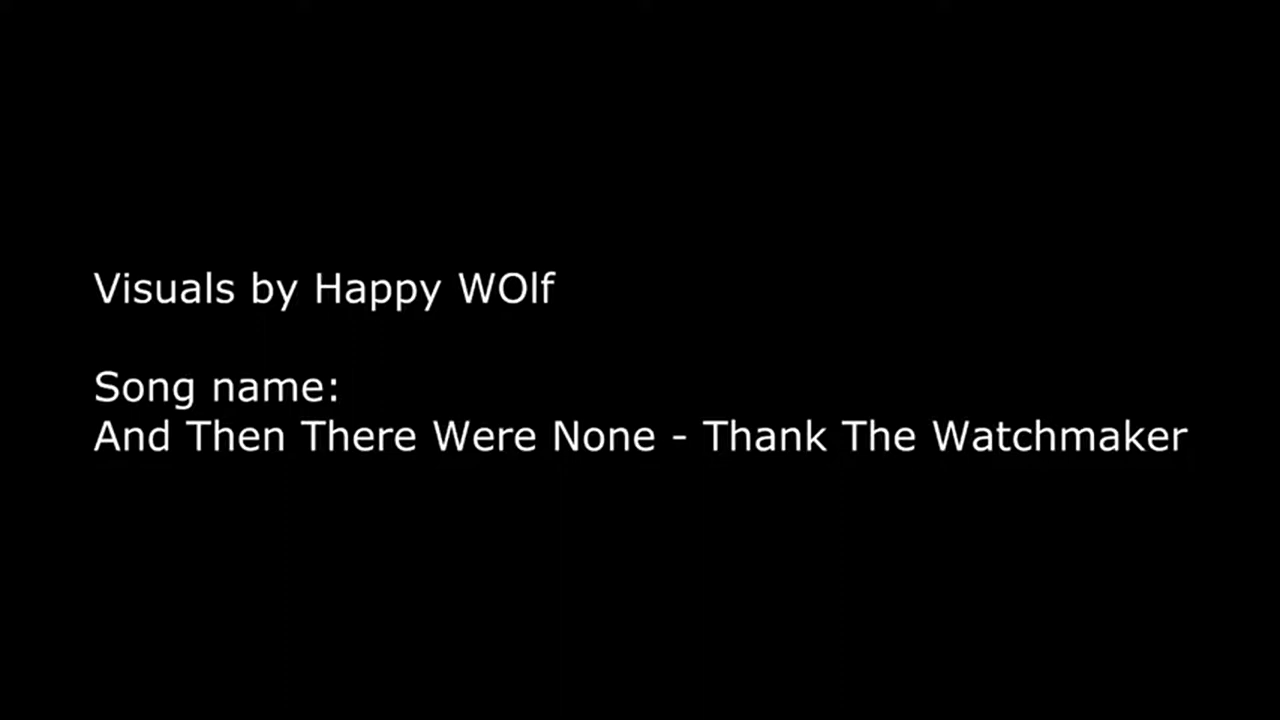 Visuals by Happy WOlf
Song name:
And Then There Were None - Thank The Watchmaker